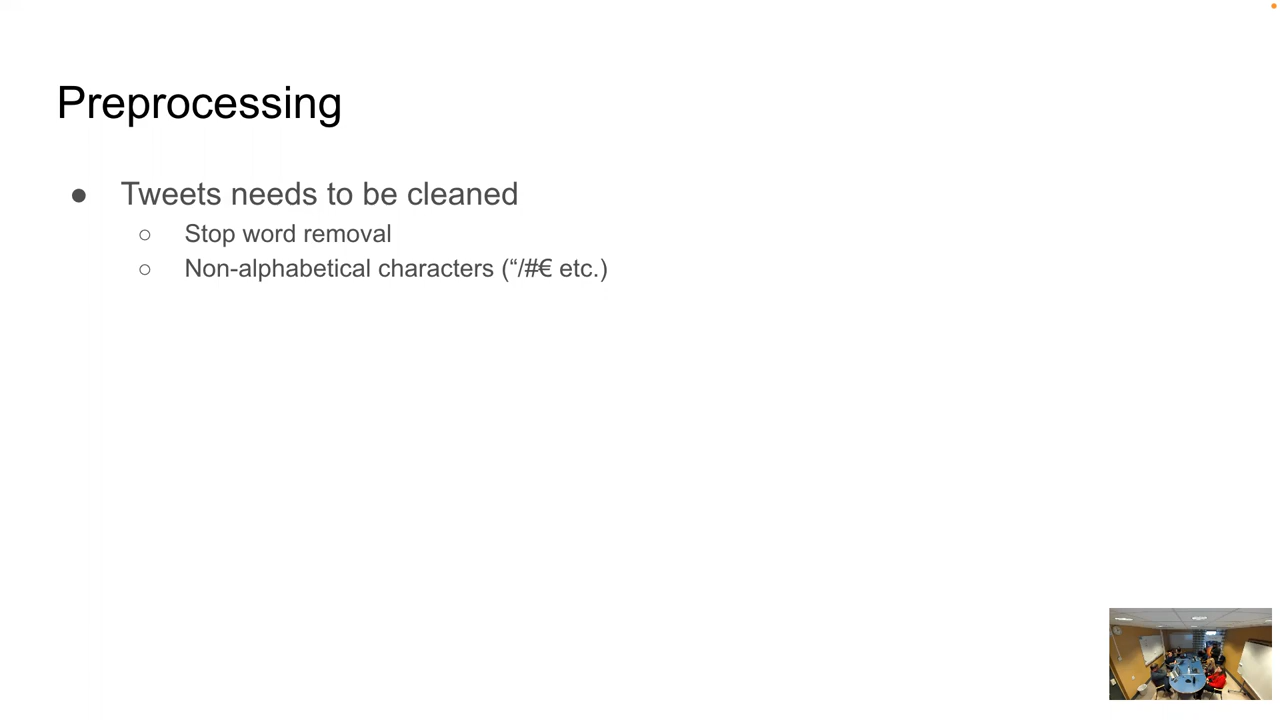 Preprocessing
● Tweets needs to be cleaned
○ Stop word removal
○ Non-alphabetical characters (“/#€ etc.)